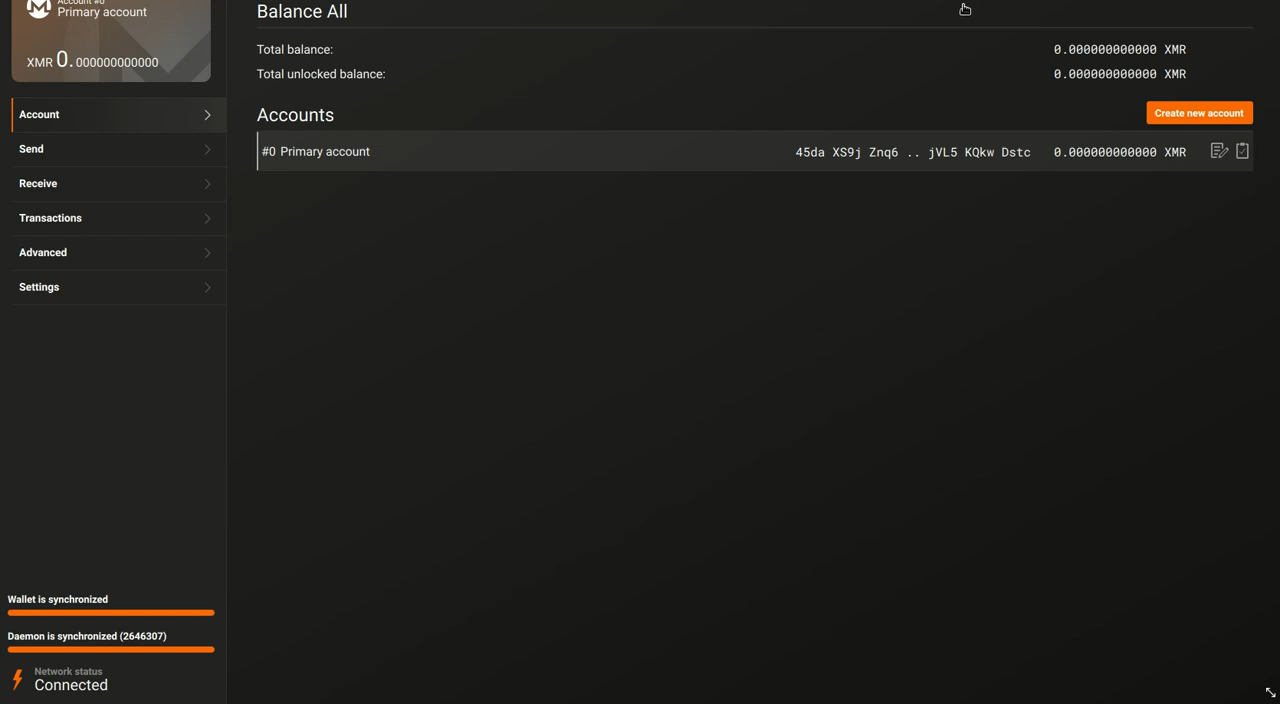 Account #0
Primary account
XMR 0.000000000000
Account
Send
Receive
Transactions
Advanced
Settings
Wallet is synchronized
Daemon is synchronized (2646307)
Network status
Connected
Balance All
Total balance: 0.000000000000 XMR
Total unlocked balance: 0.000000000000 XMR
Accounts Create new account
#0 Primary account 45da XS9j Znq6 .. jVL5 KQkw Dstc 0.000000000000 XMR